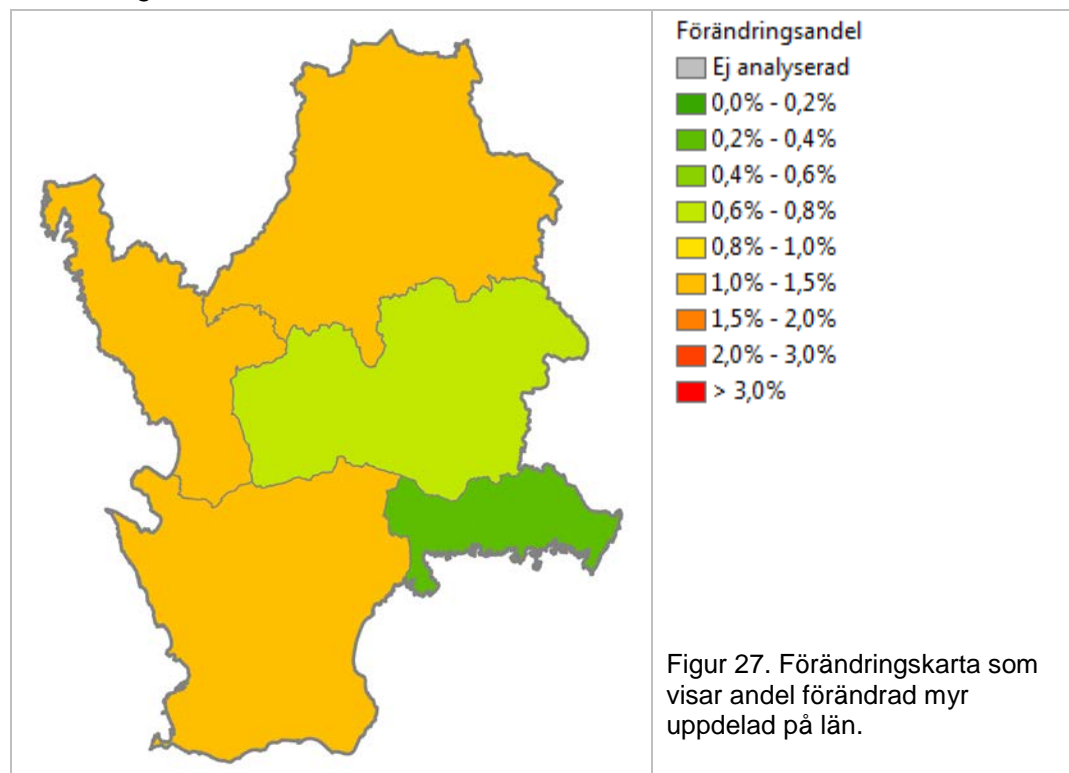 Förändringsandel
Ej analyserad
0,0% - 0,2%
0,2% - 0,4%
0,4% - 0,6%
0,6% - 0,8%
0,8% - 1,0%
1,0% - 1,5%
1,5% - 2,0%
2,0% - 3,0%
> 3,0%
Figur 27. Förändringskarta som
visar andel förändrad myr
uppdelad på län.